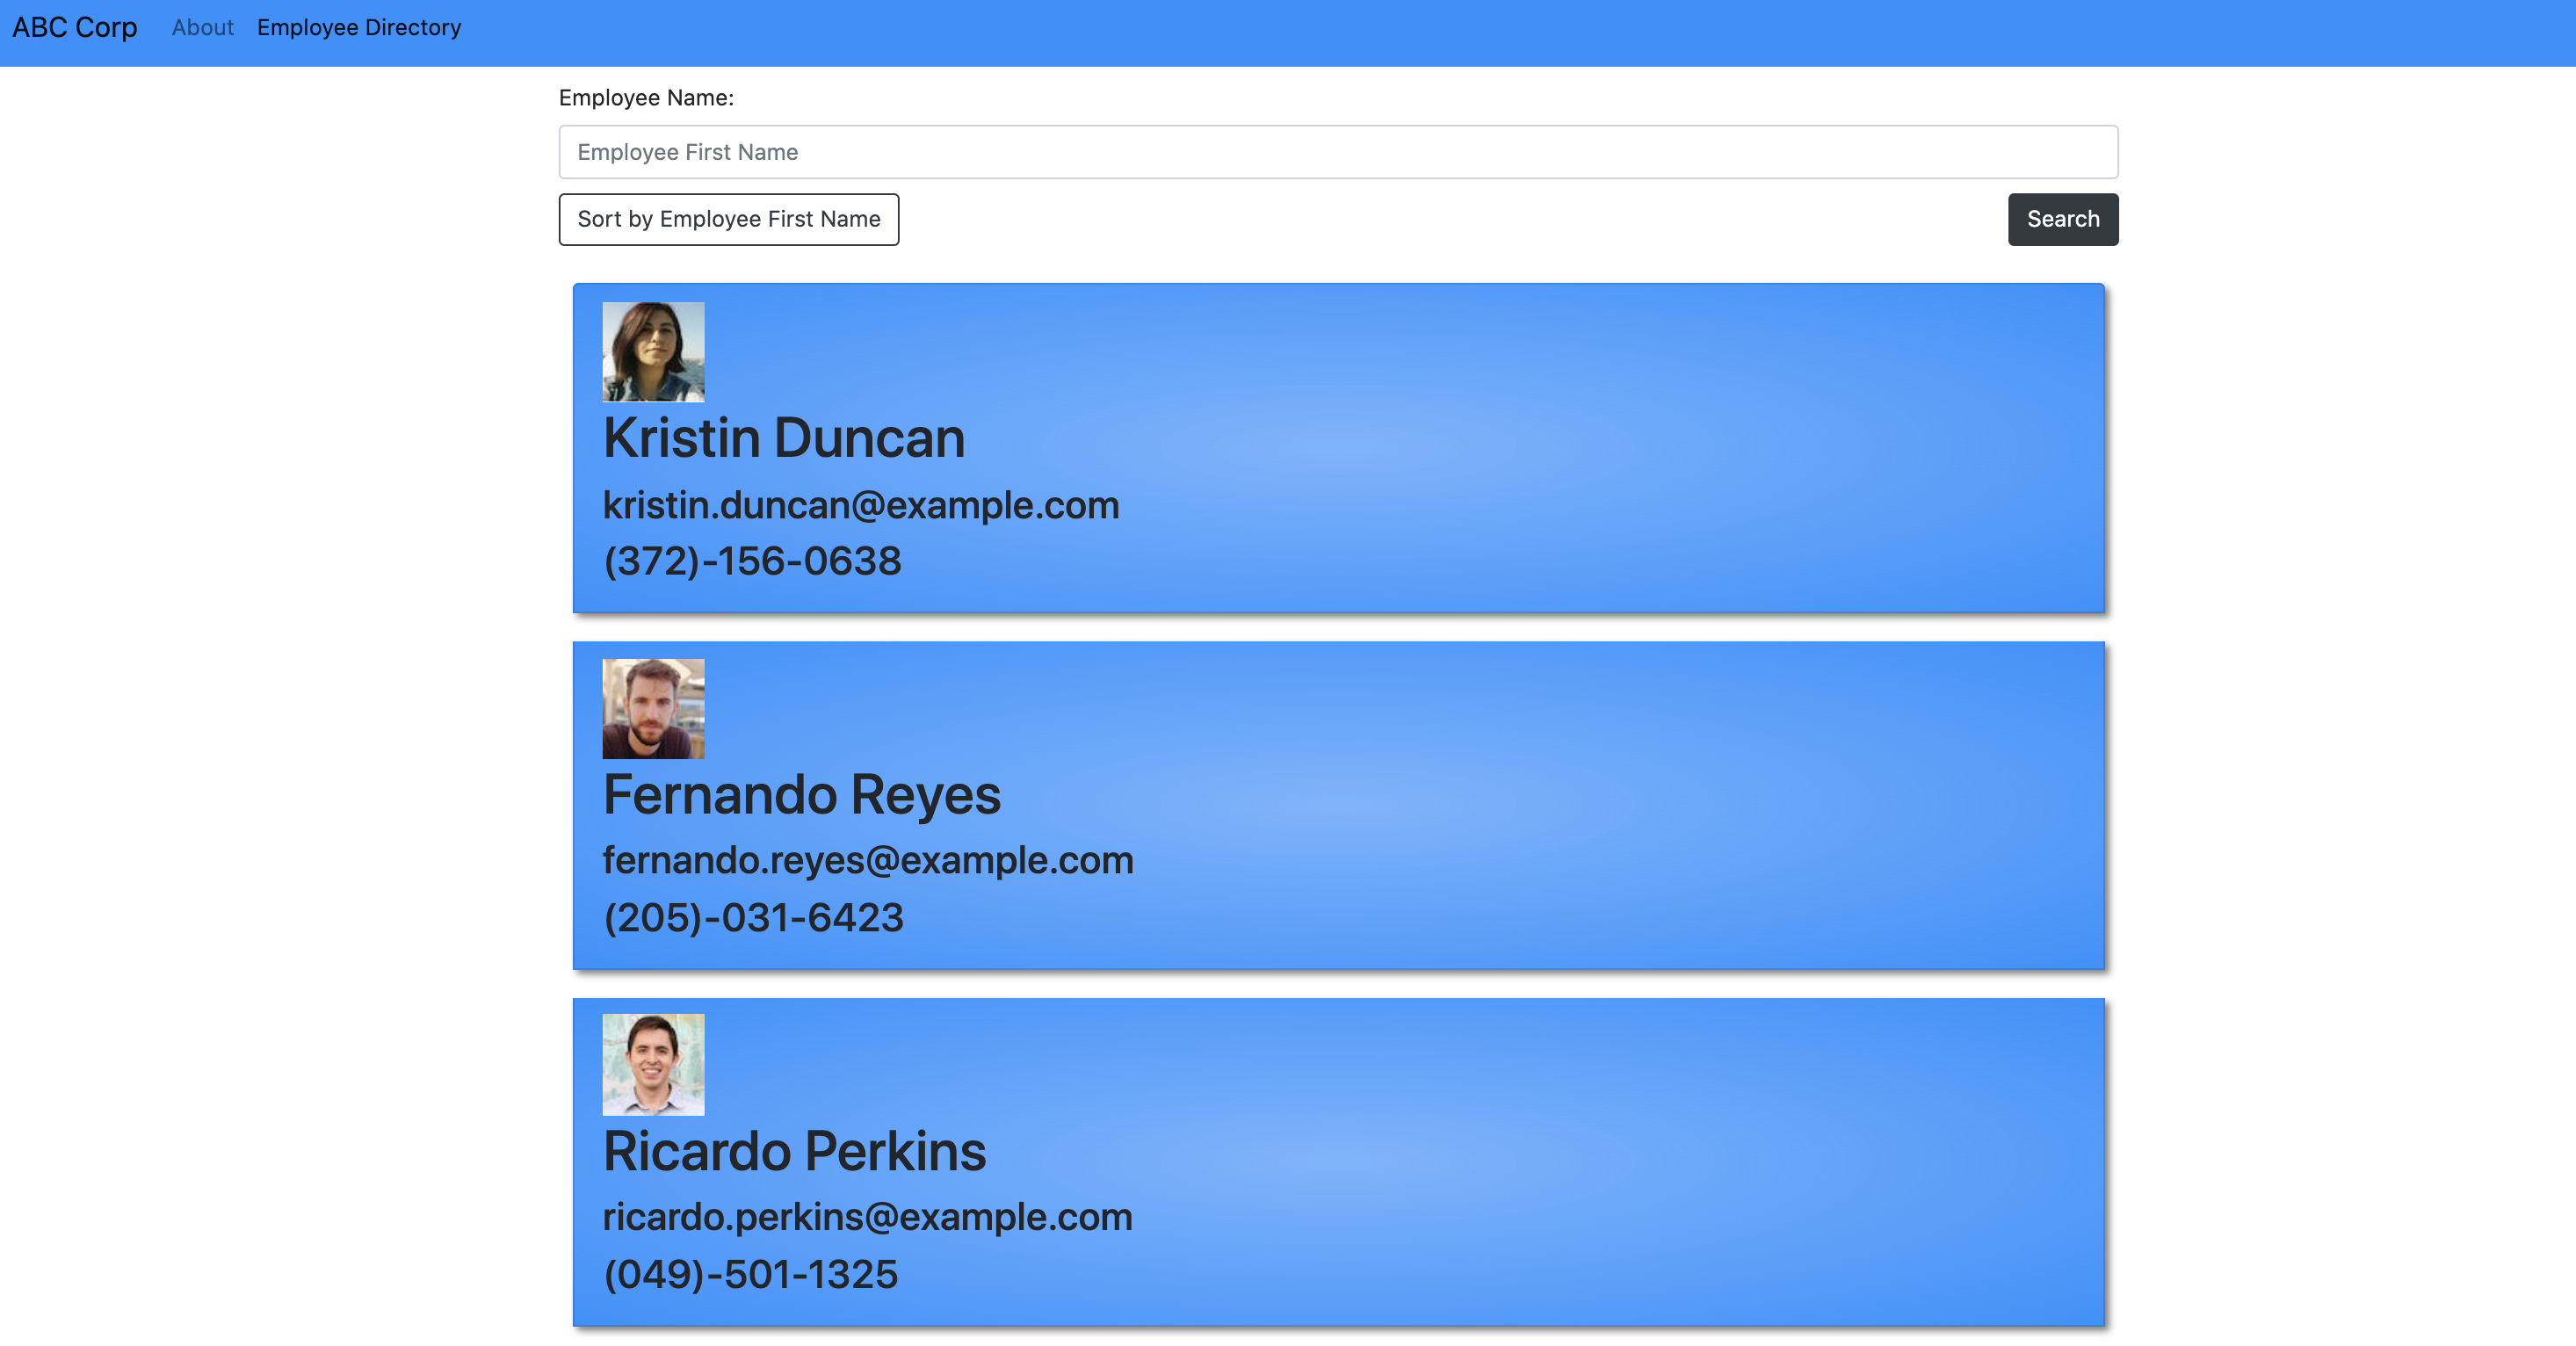 ABC Corp About Employee Directory
Employee Name:
Employee First Name
Sort by Employee First Name Search
Kristin Duncan
kristin.duncan@example.com
(372)-156-0638
Fernando Reyes
fernando.reyes@example.com
(205)-031-6423
Ricardo Perkins
ricardo.perkins@example.com
(049)-501-1325